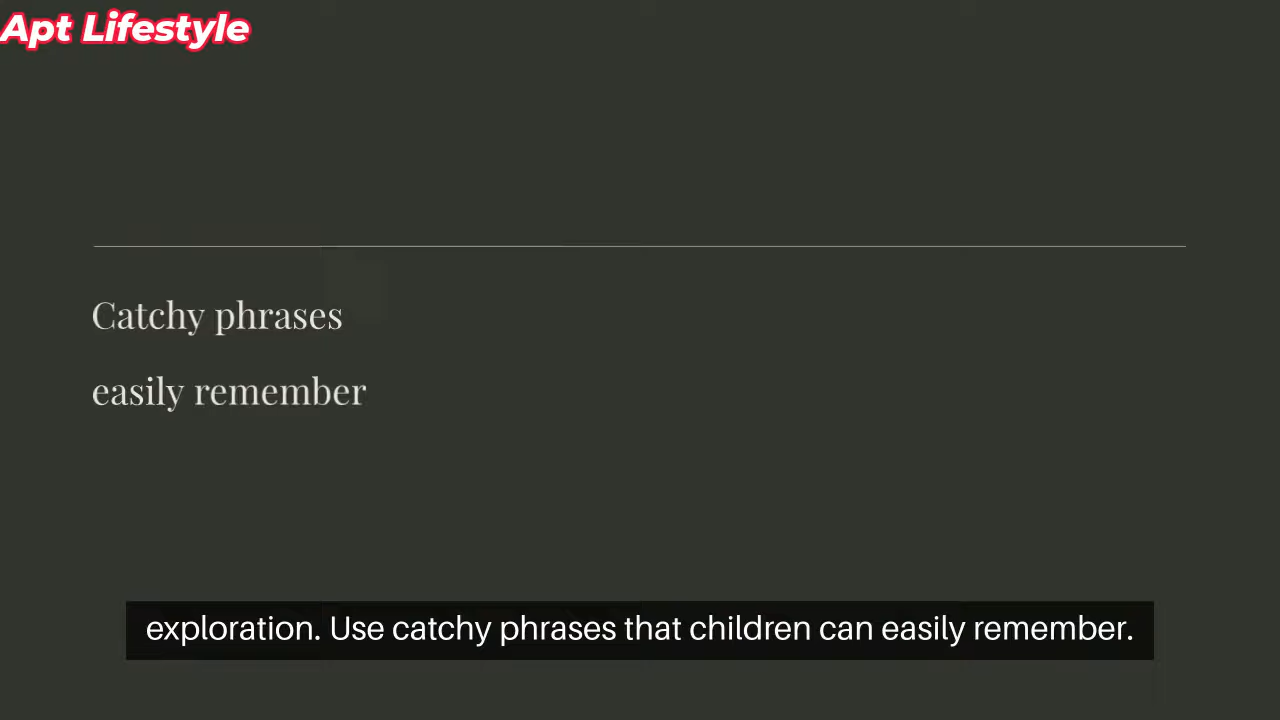 Apt Lifestyle
Catchy phrases
easily remember
exploration. Use catchy phrases that children can easily remember.